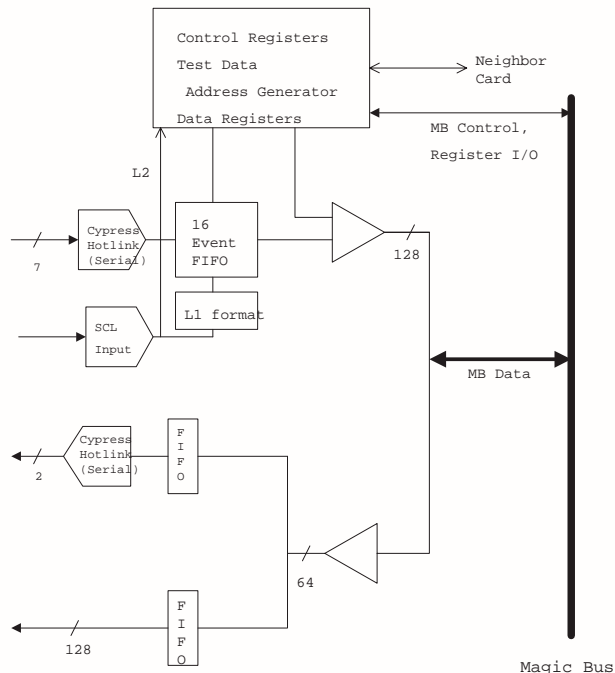 Control Registers
Test Data
Address Generator
Data Registers
Neighbor
Card
MB Control,
Register I/O
L2
Cypress
Hotlink
(Serial)
7
16
Event
FIFO
128
L1 format
SCL
Input
MB Data
Cypress
Hotlink
(Serial)
2
F
I
F
O
64
F
I
F
O
128
Magic Bus